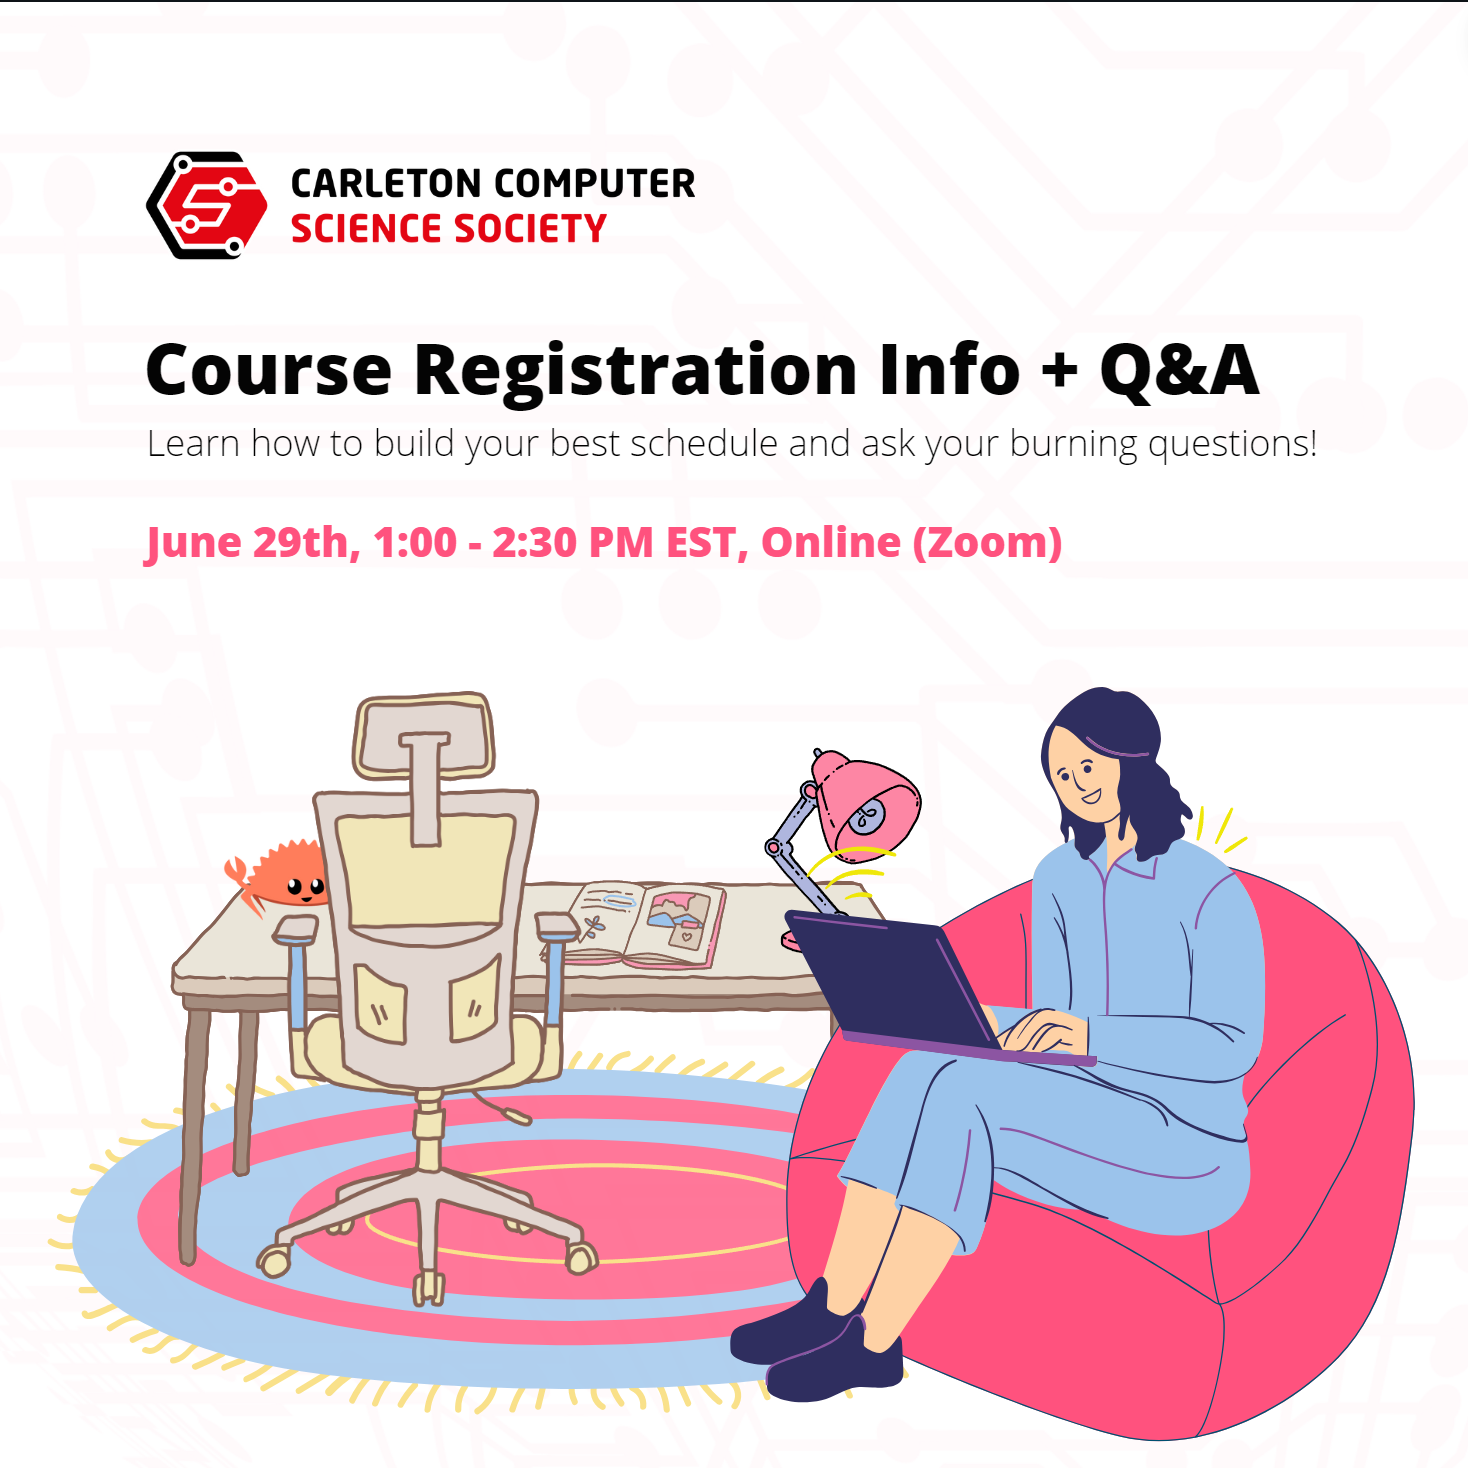 CARLETON COMPUTER
SCIENCE SOCIETY
Course Registration Info + Q&A
Learn how to build your best schedule and ask your burning questions!
June 29th, 1:00 - 2:30 PM EST, Online (Zoom)